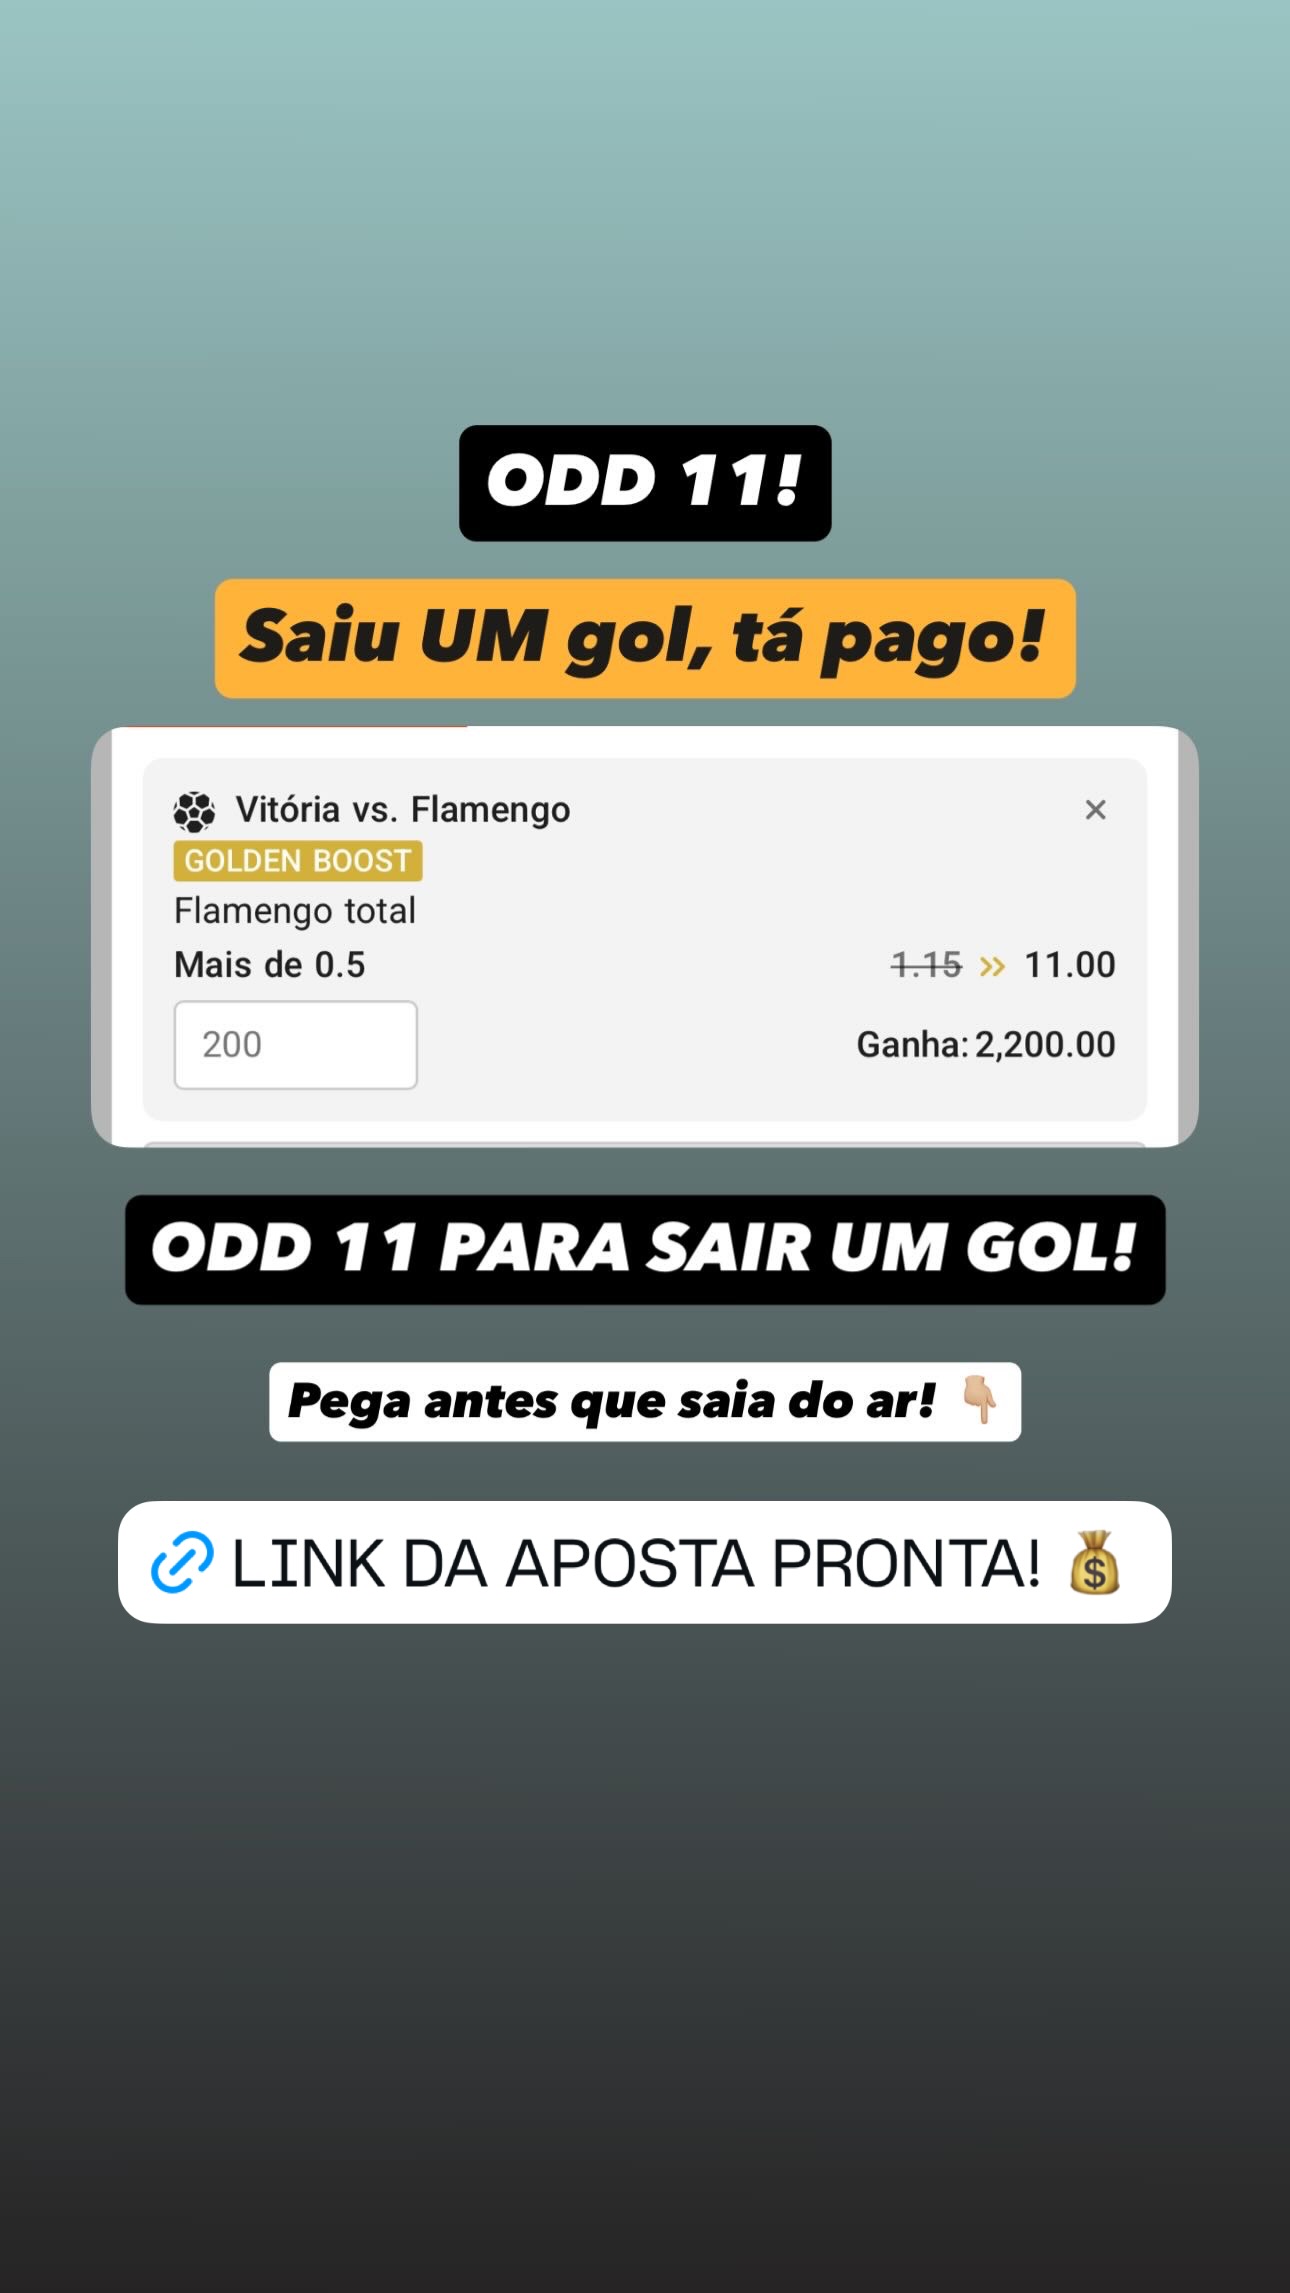 ODD 11!
Saiu UM gol, tá pago!
Vitória vs. Flamengo
GOLDEN BOOST
Flamengo total
Mais de 0.5
1.15 » 11.00
200
Ganha: 2,200.00
ODD 11 PARA SAIR UM GOL!
Pega antes que saia do ar! 👇🏼
LINK DA APOSTA PRONTA! 💰